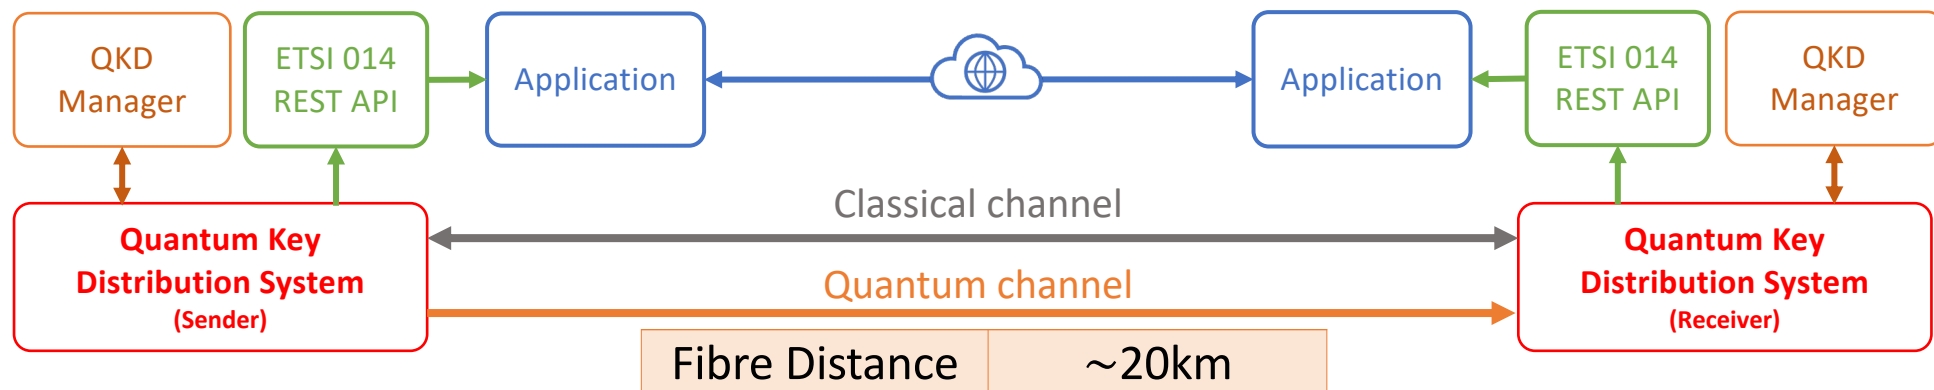 QKD
Manager
ETSI 014
REST API
Application
Application
ETSI 014
REST API
QKD
Manager
Classical channel
Quantum Key
Distribution System
(Sender)
Quantum channel
Quantum Key
Distribution System
(Receiver)
Fibre Distance ~20km